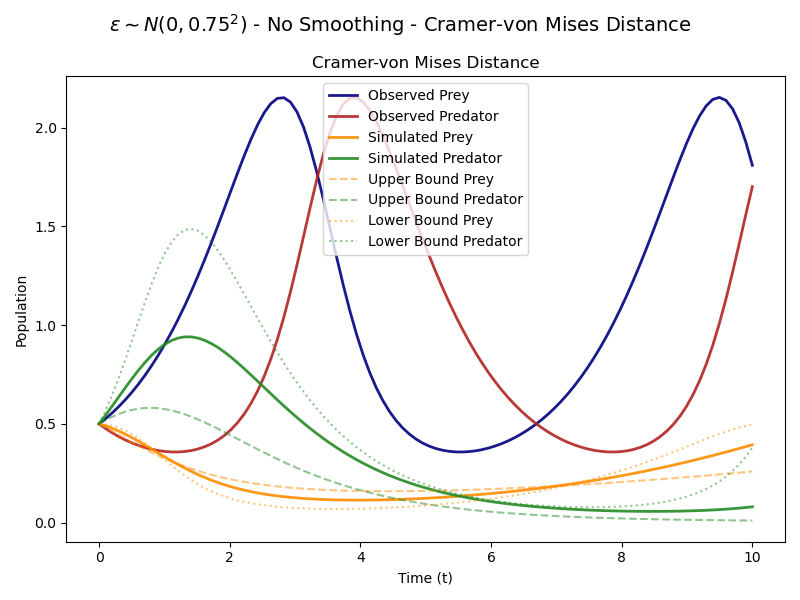 ε ~ N(0, 0.75²) - No Smoothing - Cramer-von Mises Distance
Cramer-von Mises Distance
Observed Prey
Observed Predator
Simulated Prey
Simulated Predator
Upper Bound Prey
Upper Bound Predator
Lower Bound Prey
Lower Bound Predator
Population
2.0
1.5
1.0
0.5
0.0
0 2 4 6 8 10
Time (t)